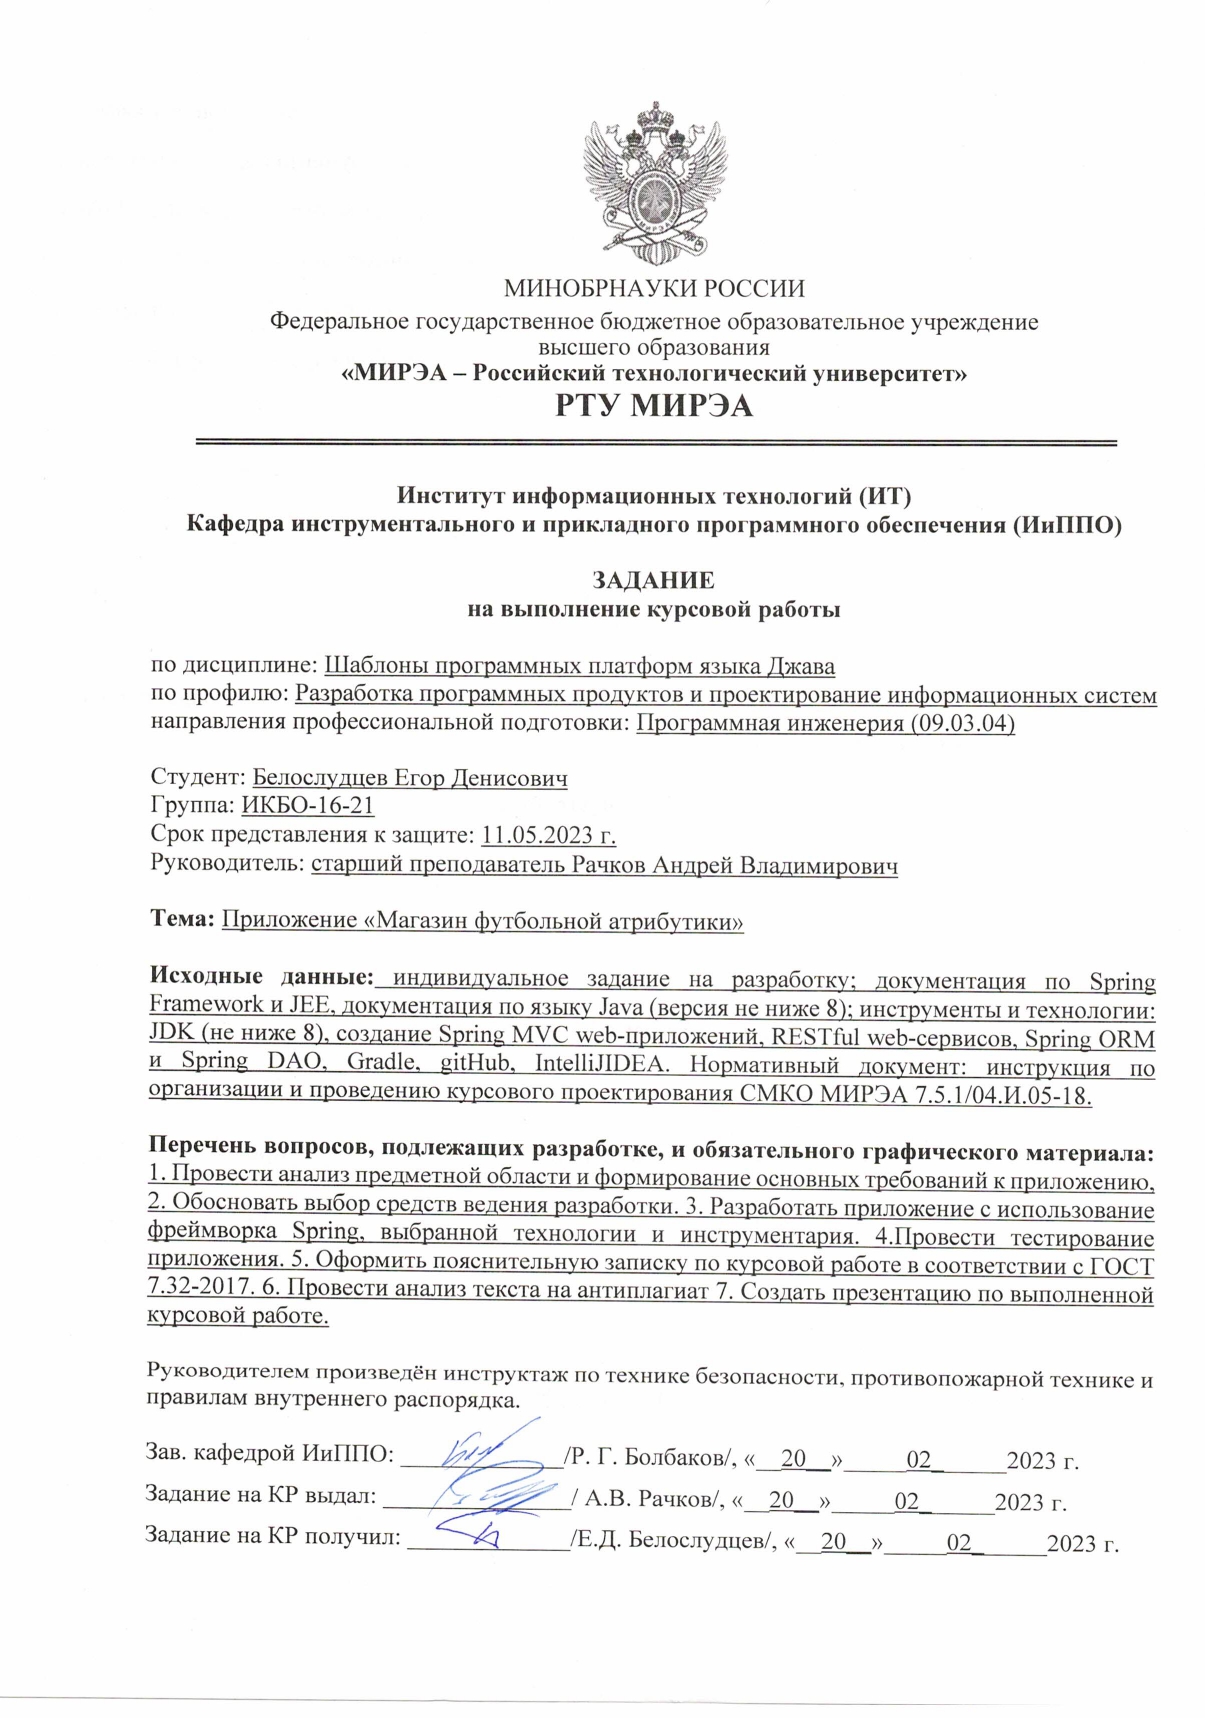 МИРЭА
МИНОБРНАУКИ РОССИИ
Федеральное государственное бюджетное образовательное учреждение
высшего образования
«МИРЭА – Российский технологический университет»
РТУ МИРЭА
Институт информационных технологий (ИТ)
Кафедра инструментального и прикладного программного обеспечения (ИиППО)
ЗАДАНИЕ
на выполнение курсовой работы
по дисциплине: Шаблоны программных платформ языка Джава
по профилю: Разработка программных продуктов и проектирование информационных систем
направления профессиональной подготовки: Программная инженерия (09.03.04)
Студент: Белослудцев Егор Денисович
Группа: ИКБО-16-21
Срок представления к защите: 11.05.2023 г.
Руководитель: старший преподаватель Рачков Андрей Владимирович
Тема: Приложение «Магазин футбольной атрибутики»
Исходные данные: индивидуальное задание на разработку; документация по Spring
Framework и JEE, документация по языку Java (версия не ниже 8); инструменты и технологии:
JDK (не ниже 8), создание Spring MVC web-приложений, RESTful web-сервисов, Spring ORM
и Spring DAO, Gradle, gitHub, IntelliJIDEA. Нормативный документ: инструкция по
организации и проведению курсового проектирования СМКО МИРЭА 7.5.1/04.И.05-18.
Перечень вопросов, подлежащих разработке, и обязательного графического материала:
1. Провести анализ предметной области и формирование основных требований к приложению,
2. Обосновать выбор средств ведения разработки. 3. Разработать приложение с использование
фреймворка Spring, выбранной технологии и инструментария. 4.Провести тестирование
приложения. 5. Оформить пояснительную записку по курсовой работе в соответствии с ГОСТ
7.32-2017. 6. Провести анализ текста на антиплагиат 7. Создать презентацию по выполненной
курсовой работе.
Руководителем произведён инструктаж по технике безопасности, противопожарной технике и
правилам внутреннего распорядка.
Зав. кафедрой ИиППО: _____________/Р. Г. Болбаков/, «__20__»_____02_____2023 г.
Задание на КР выдал: _______________/ А.В. Рачков/, «__20__»_____02______2023 г.
Задание на КР получил: _____________/Е.Д. Белослудцев/, «__20__»_____02______2023 г.